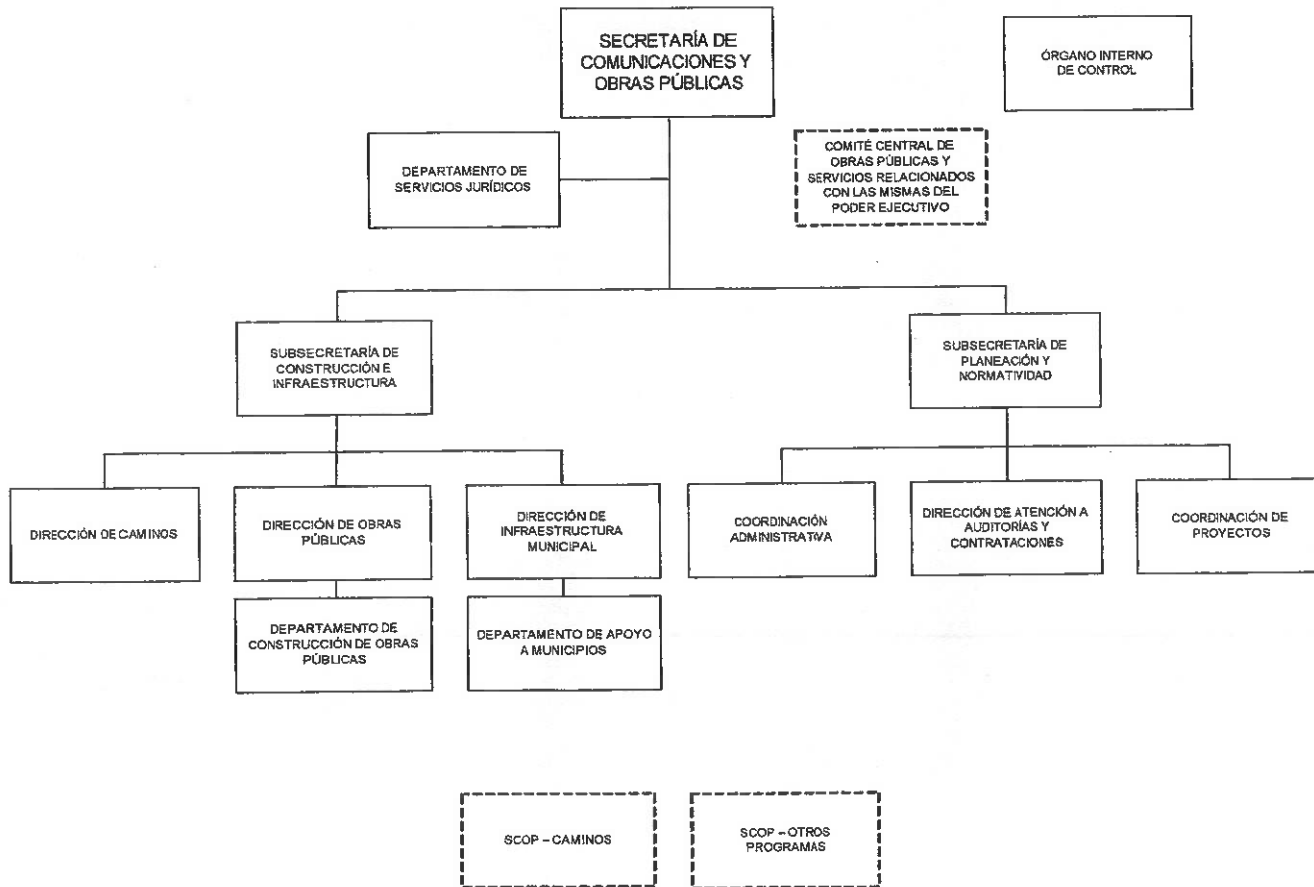 SECRETARÍA DE
COMUNICACIONES Y
OBRAS PÚBLICAS
ÓRGANO INTERNO
DE CONTROL
DEPARTAMENTO DE
SERVICIOS JURÍDICOS
COMITÉ CENTRAL DE
OBRAS PÚBLICAS Y
SERVICIOS RELACIONADOS
CON LAS MISMAS DEL
PODER EJECUTIVO
SUBSECRETARÍA DE
CONSTRUCCIÓN E
INFRAESTRUCTURA
SUBSECRETARÍA DE
PLANEACIÓN Y
NORMATIVIDAD
DIRECCIÓN DE CAMINOS
DIRECCIÓN DE OBRAS
PÚBLICAS
DIRECCIÓN DE
INFRAESTRUCTURA
MUNICIPAL
COORDINACIÓN
ADMINISTRATIVA
DIRECCIÓN DE ATENCIÓN A
AUDITORÍAS Y
CONTRATACIONES
COORDINACIÓN DE
PROYECTOS
DEPARTAMENTO DE
CONSTRUCCIÓN DE OBRAS
PÚBLICAS
DEPARTAMENTO DE APOYO
A MUNICIPIOS
SCOP – CAMINOS
SCOP – OTROS
PROGRAMAS